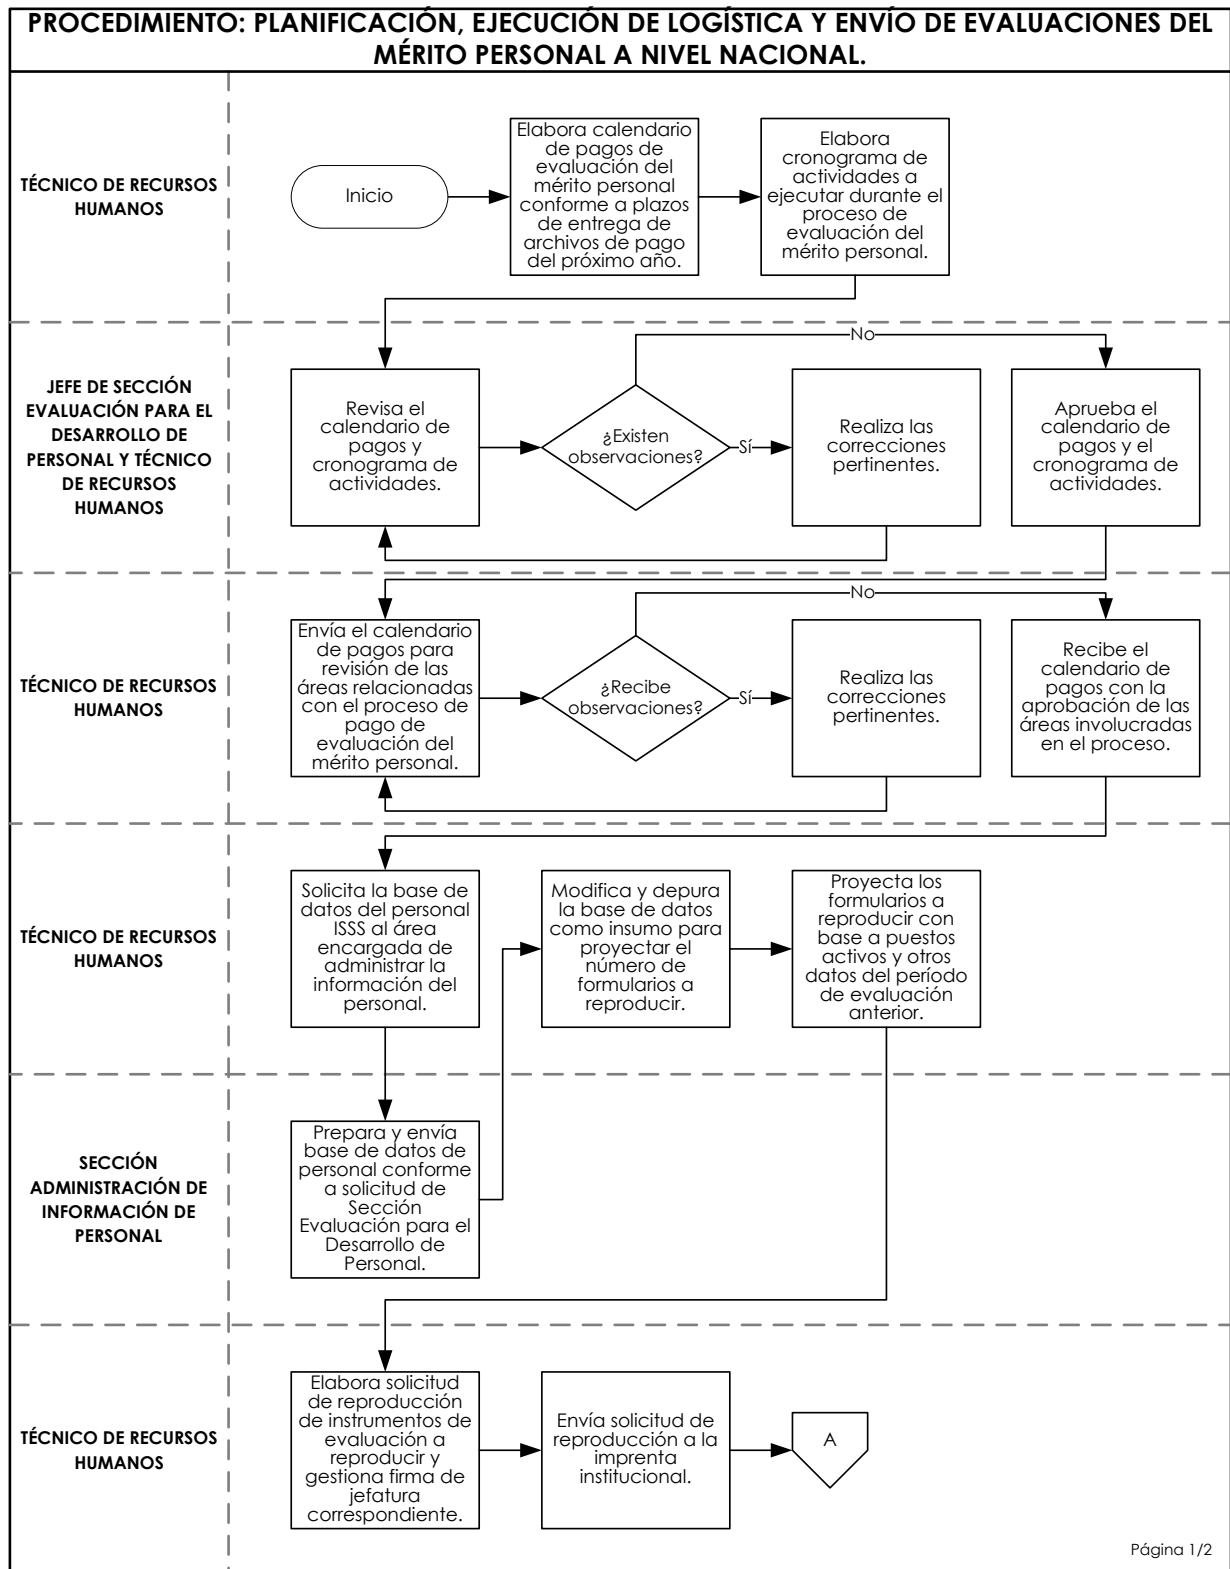 PROCEDIMIENTO: PLANIFICACIÓN, EJECUCIÓN DE LOGÍSTICA Y ENVÍO DE EVALUACIONES DEL
MÉRITO PERSONAL A NIVEL NACIONAL.
TÉCNICO DE RECURSOS
HUMANOS
Inicio
Elabora calendario
de pagos de
evaluación del
mérito personal
conforme a plazos
de entrega de
archivos de pago
del próximo año.
Elabora
cronograma de
actividades a
ejecutar durante el
proceso de
evaluación del
mérito personal.
JEFE DE SECCIÓN
EVALUACIÓN PARA EL
DESARROLLO DE
PERSONAL Y TÉCNICO
DE RECURSOS
HUMANOS
Revisa el
calendario de
pagos y
cronograma de
actividades.
¿Existen
observaciones?
No
Sí
Realiza las
correcciones
pertinentes.
Aprueba el
calendario de
pagos y el
cronograma de
actividades.
TÉCNICO DE RECURSOS
HUMANOS
Envía el calendario
de pagos para
revisión de las
áreas relacionadas
con el proceso de
pago de
evaluación del
mérito personal.
¿Recibe
observaciones?
No
Sí
Realiza las
correcciones
pertinentes.
Recibe el
calendario de
pagos con la
aprobación de las
áreas involucradas
en el proceso.
TÉCNICO DE RECURSOS
HUMANOS
Solicita la base de
datos del personal
ISSS al área
encargada de
administrar la
información del
personal.
Modifica y depura
la base de datos
como insumo para
proyectar el
número de
formularios a
reproducir.
Proyecta los
formularios a
reproducir con
base a puestos
activos y otros
datos del período
de evaluación
anterior.
SECCIÓN
ADMINISTRACIÓN DE
INFORMACIÓN DE
PERSONAL
Prepara y envía
base de datos de
personal conforme
a solicitud de
Sección
Evaluación para el
Desarrollo de
Personal.
TÉCNICO DE RECURSOS
HUMANOS
Elabora solicitud
de reproducción
de instrumentos de
evaluación a
reproducir y
gestiona firma de
jefatura
correspondiente.
Envía solicitud de
reproducción a la
imprenta
institucional.
A
Página 1/2